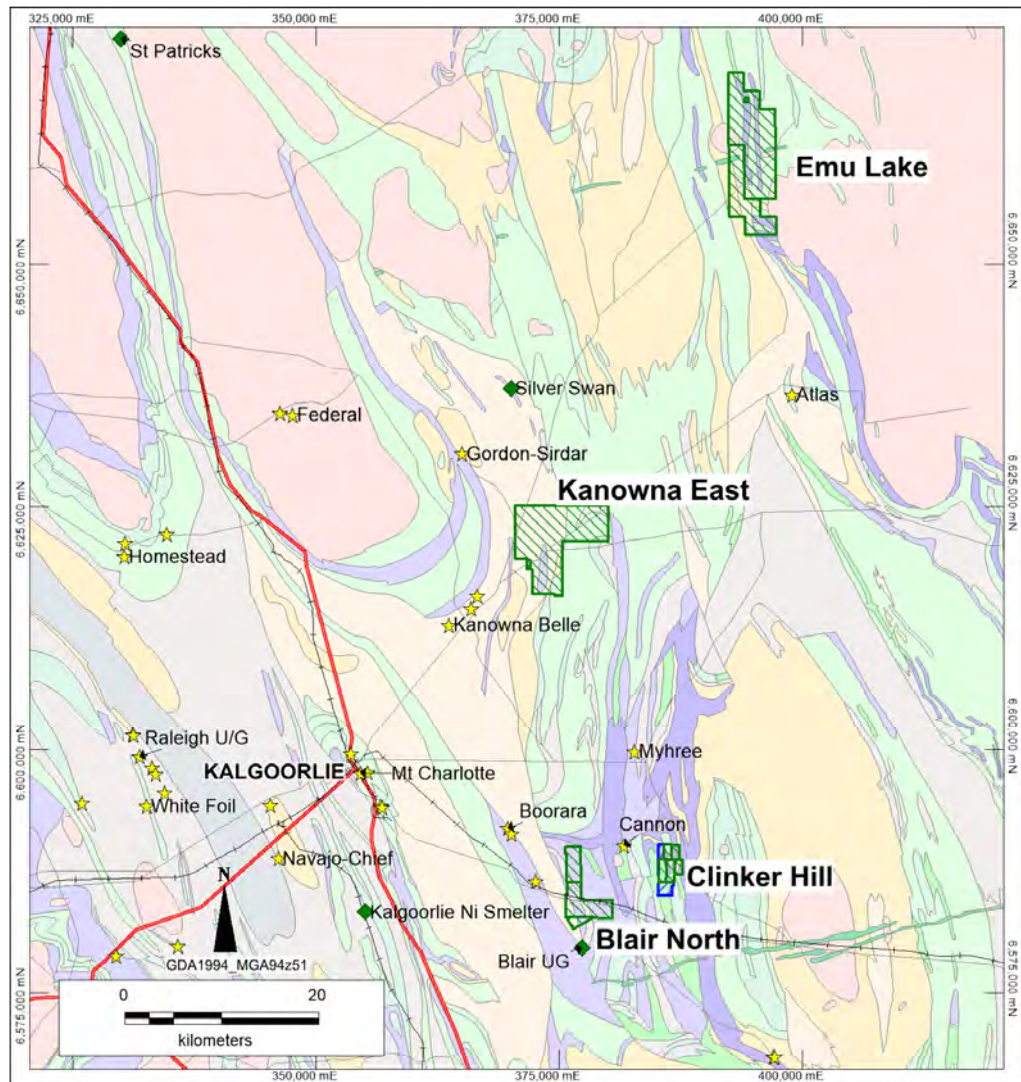 325,000 mE
350,000 mE
375,000 mE
400,000 mE
St Patricks
Emu Lake
6,650,000 mN
6,650,000 mN
Silver Swan
Atlas
Federal
Gordon-Sirdar
Kanowna East
6,625,000 mN
6,625,000 mN
Homestead
Kanowna Belle
Raleigh U/G
Myhree
6,600,000 mN
6,600,000 mN
KALGOORLIE
Mt Charlotte
White Foil
Boorara
Cannon
Navajo-Chief
Clinker Hill
N
Kalgoorlie Ni Smelter
Blair North
Blair UG
GDA1994_MGA94z51
6,575,000 mN
6,575,000 mN
0
20
kilometers
350,000 mE
375,000 mE
400,000 mE